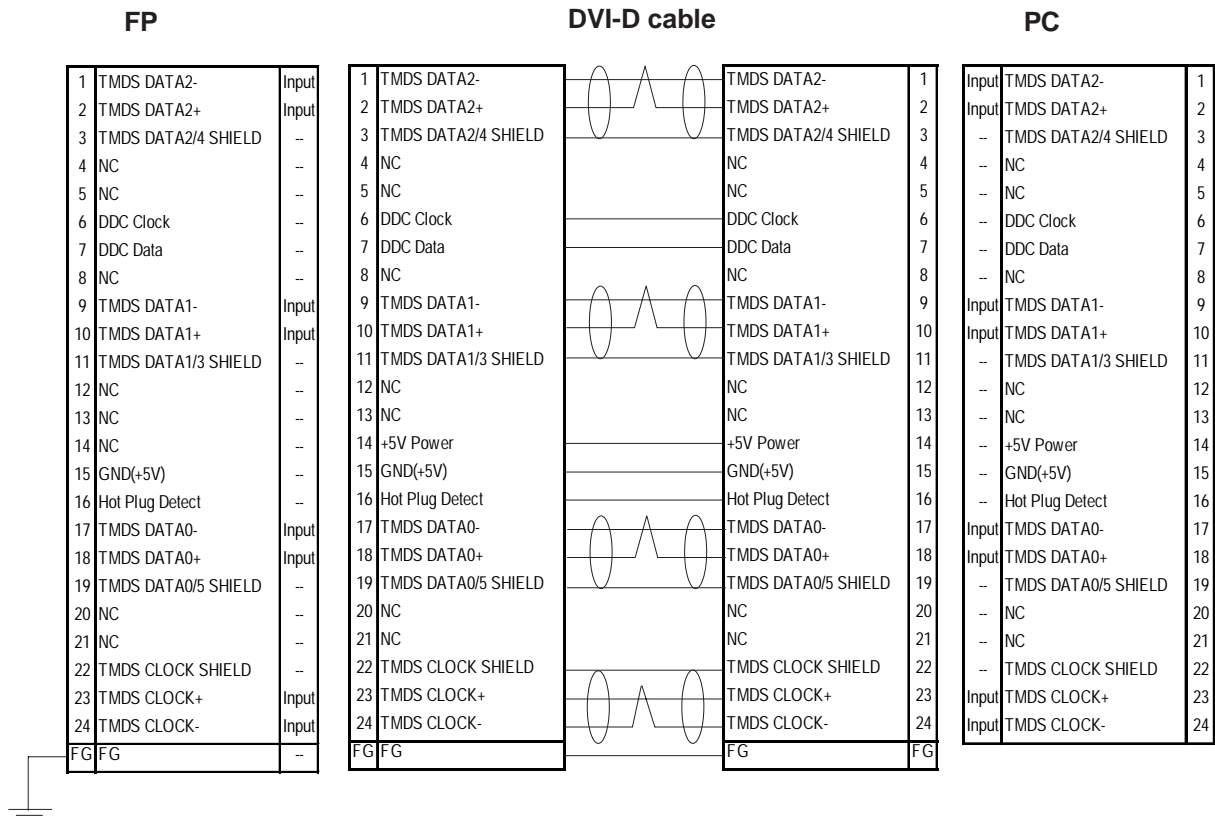 FP DVI-D cable PC
1 TMDS DATA2- Input 1 TMDS DATA2- TMDS DATA2- 1 Input TMDS DATA2- 1
2 TMDS DATA2+ Input 2 TMDS DATA2+ TMDS DATA2+ 2 Input TMDS DATA2+ 2
3 TMDS DATA2/4 SHIELD -- 3 TMDS DATA2/4 SHIELD TMDS DATA2/4 SHIELD 3 -- TMDS DATA2/4 SHIELD 3
4 NC -- 4 NC NC 4 -- NC 4
5 NC -- 5 NC NC 5 -- NC 5
6 DDC Clock -- 6 DDC Clock DDC Clock 6 -- DDC Clock 6
7 DDC Data -- 7 DDC Data DDC Data 7 -- DDC Data 7
8 NC -- 8 NC NC 8 -- NC 8
9 TMDS DATA1- Input 9 TMDS DATA1- TMDS DATA1- 9 Input TMDS DATA1- 9
10 TMDS DATA1+ Input 10 TMDS DATA1+ TMDS DATA1+ 10 Input TMDS DATA1+ 10
11 TMDS DATA1/3 SHIELD -- 11 TMDS DATA1/3 SHIELD TMDS DATA1/3 SHIELD 11 -- TMDS DATA1/3 SHIELD 11
12 NC -- 12 NC NC 12 -- NC 12
13 NC -- 13 NC NC 13 -- NC 13
14 NC -- 14 +5V Power +5V Power 14 -- +5V Power 14
15 GND(+5V) -- 15 GND(+5V) GND(+5V) 15 -- GND(+5V) 15
16 Hot Plug Detect -- 16 Hot Plug Detect Hot Plug Detect 16 -- Hot Plug Detect 16
17 TMDS DATA0- Input 17 TMDS DATA0- TMDS DATA0- 17 Input TMDS DATA0- 17
18 TMDS DATA0+ Input 18 TMDS DATA0+ TMDS DATA0+ 18 Input TMDS DATA0+ 18
19 TMDS DATA0/5 SHIELD -- 19 TMDS DATA0/5 SHIELD TMDS DATA0/5 SHIELD 19 -- TMDS DATA0/5 SHIELD 19
20 NC -- 20 NC NC 20 -- NC 20
21 NC -- 21 NC NC 21 -- NC 21
22 TMDS CLOCK SHIELD -- 22 TMDS CLOCK SHIELD TMDS CLOCK SHIELD 22 -- TMDS CLOCK SHIELD 22
23 TMDS CLOCK+ Input 23 TMDS CLOCK+ TMDS CLOCK+ 23 Input TMDS CLOCK+ 23
24 TMDS CLOCK- Input 24 TMDS CLOCK- TMDS CLOCK- 24 Input TMDS CLOCK- 24
FG FG -- FG FG FG FG